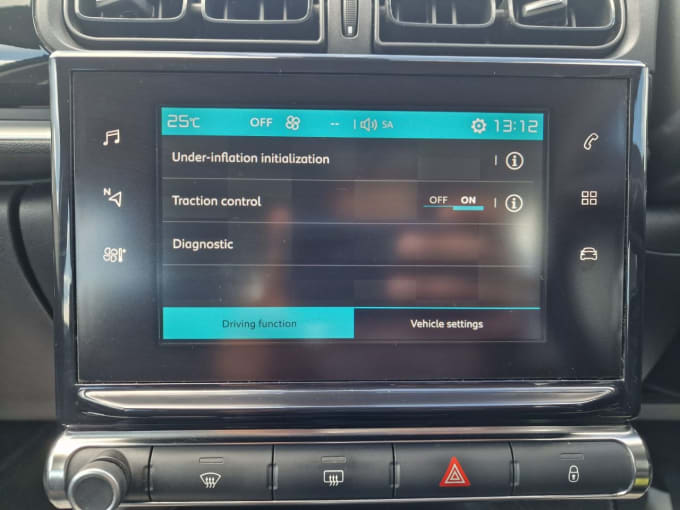 25°C OFF -- SA 13:12
Under-inflation initialization
N
Traction control OFF ON
Diagnostic
Driving function Vehicle settings